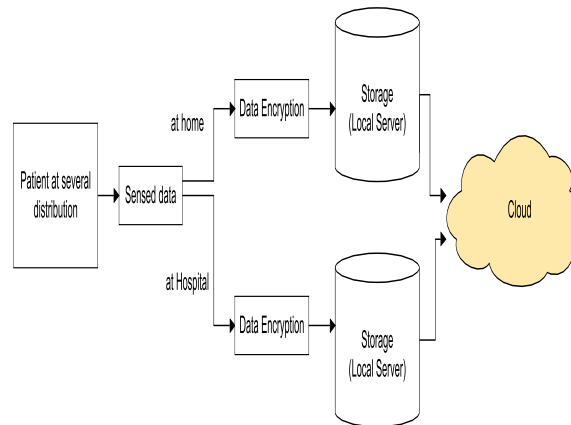 Patient at several
distribution
Sensed data
at home
Data Encryption
Storage
(Local Server)
at Hospital
Data Encryption
Storage
(Local Server)
Cloud